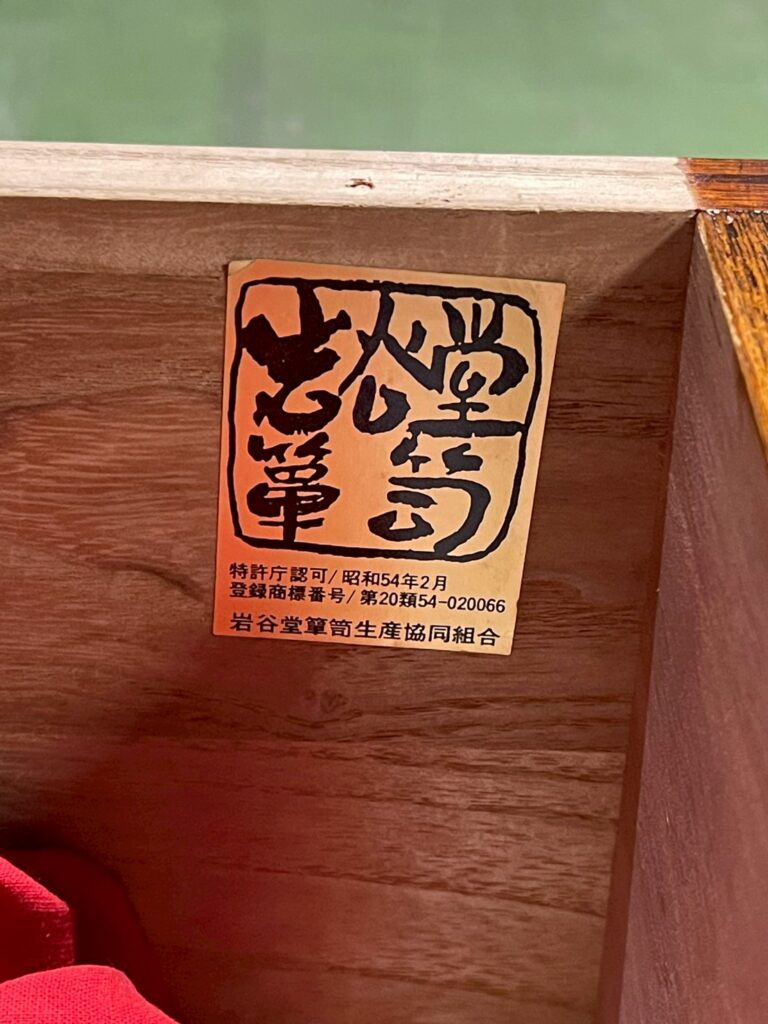 岩谷堂
箪笥
特許庁認可/昭和54年2月
登録商標番号/第20類54-020066
岩谷堂箪笥生産協同組合